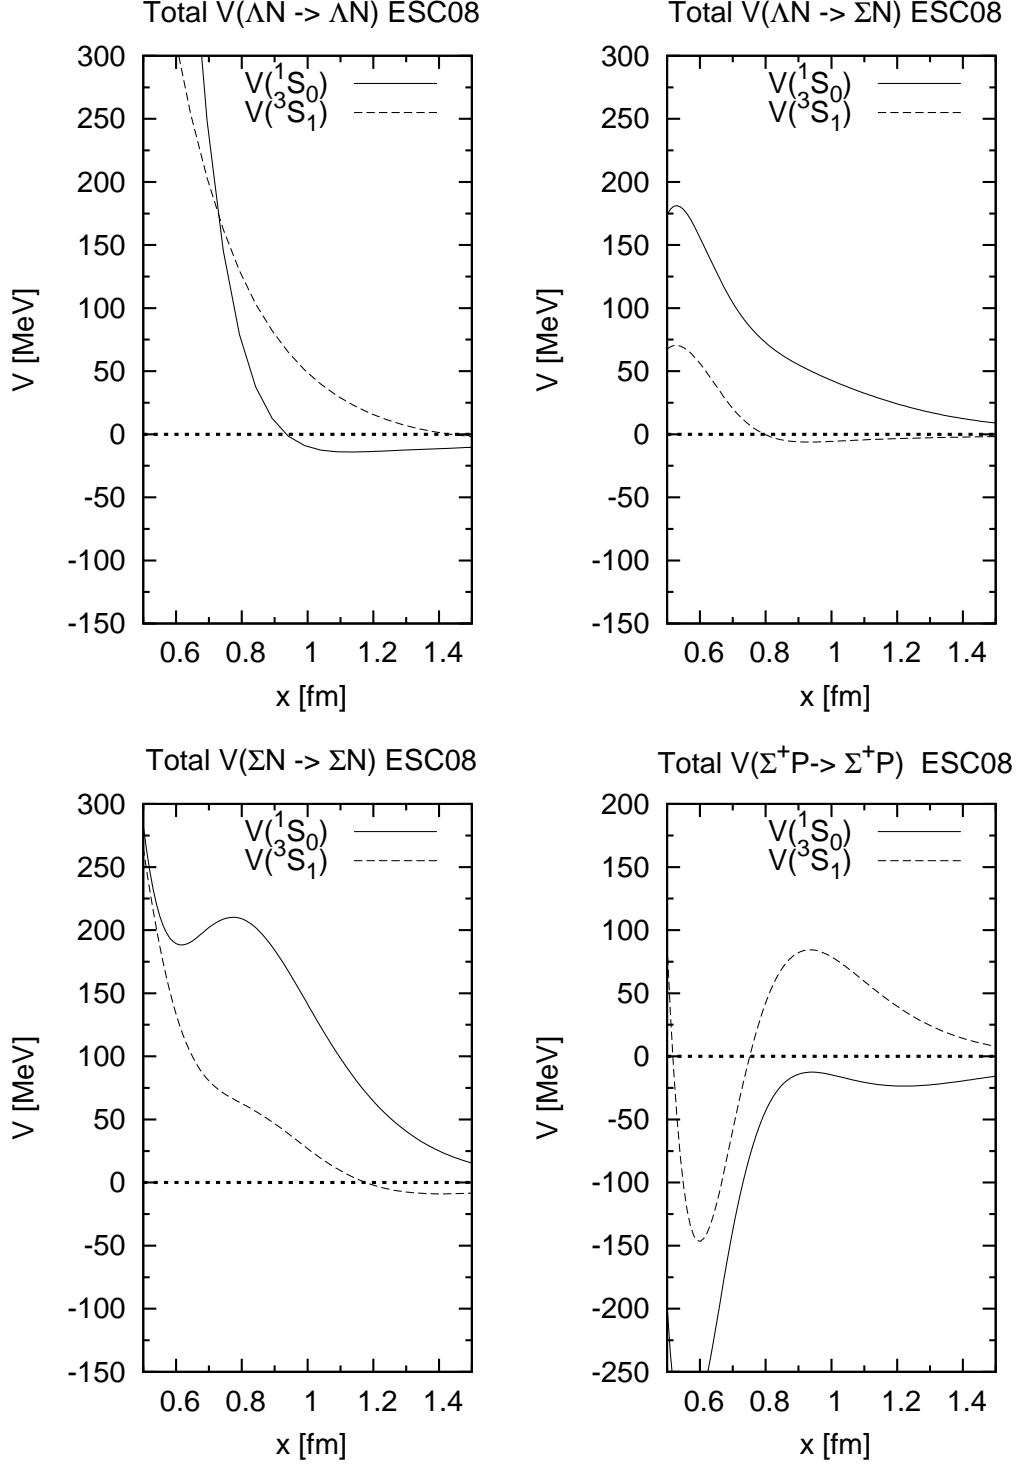 Total V(ΛN -> ΛN) ESC08
V(¹S₀)
V(³S₁)
300
250
200
150
100
50
0
-50
-100
-150
V [MeV]
0.6 0.8 1 1.2 1.4
x [fm]
Total V(ΛN -> ΣN) ESC08
V(¹S₀)
V(³S₁)
300
250
200
150
100
50
0
-50
-100
-150
V [MeV]
0.6 0.8 1 1.2 1.4
x [fm]
Total V(ΣN -> ΣN) ESC08
V(¹S₀)
V(³S₁)
300
250
200
150
100
50
0
-50
-100
-150
V [MeV]
0.6 0.8 1 1.2 1.4
x [fm]
Total V(Σ⁺P-> Σ⁺P) ESC08
V(¹S₀)
V(³S₁)
200
150
100
50
0
-50
-100
-150
-200
-250
V [MeV]
0.6 0.8 1 1.2 1.4
x [fm]